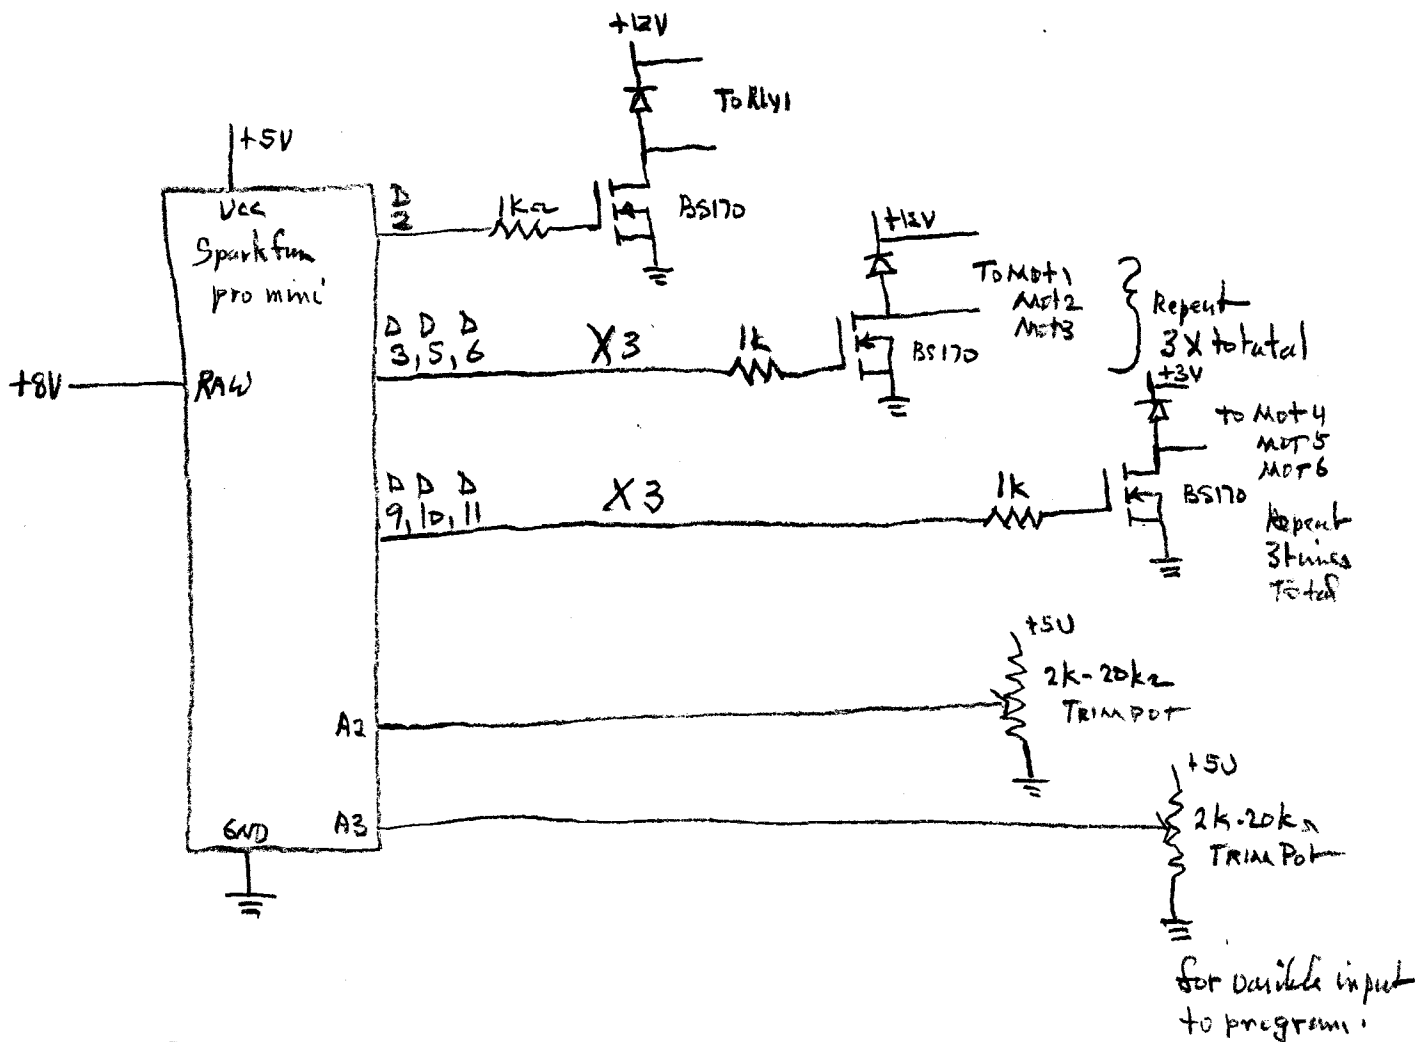 +12V
To Rly1
+5V
Vcc
Sparkfun
pro mini
D
2
1kΩ
BS170
+12V
To Mot1
Mot2
Mot3
Repeat
3X totatal
D D D
3, 5, 6
X3
1k
BS170
+8V
RAW
+3V
to Mot4
MOT5
MOT6
D D D
9, 10, 11
X3
1k
BS170
Repeat
3times
Total
+5V
2k-20kΩ
TRIMPOT
A2
+5V
2k-20kΩ
TRIMPOT
A3
GND
for varible input
to program.